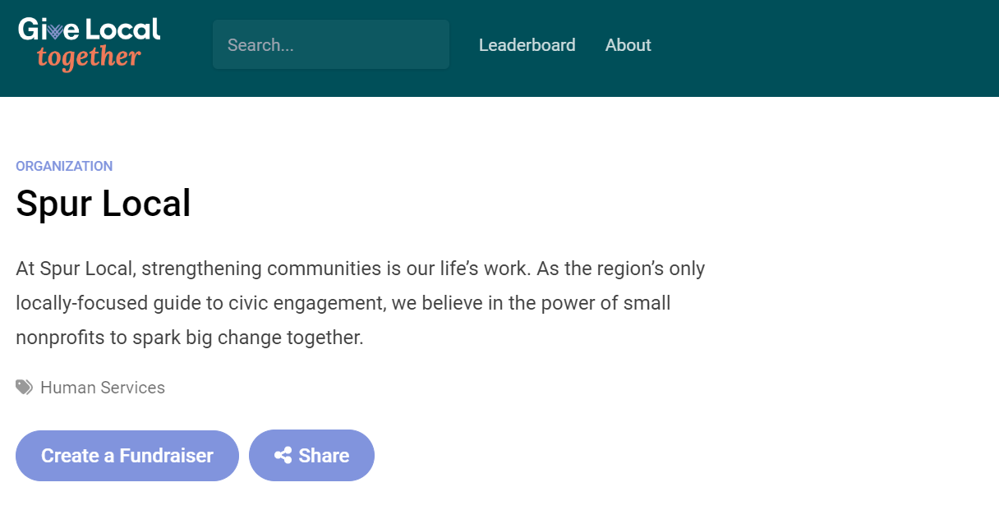 Give Local
together
Search...
Leaderboard
About
ORGANIZATION
Spur Local
At Spur Local, strengthening communities is our life’s work. As the region’s only
locally-focused guide to civic engagement, we believe in the power of small
nonprofits to spark big change together.
Human Services
Create a Fundraiser
Share